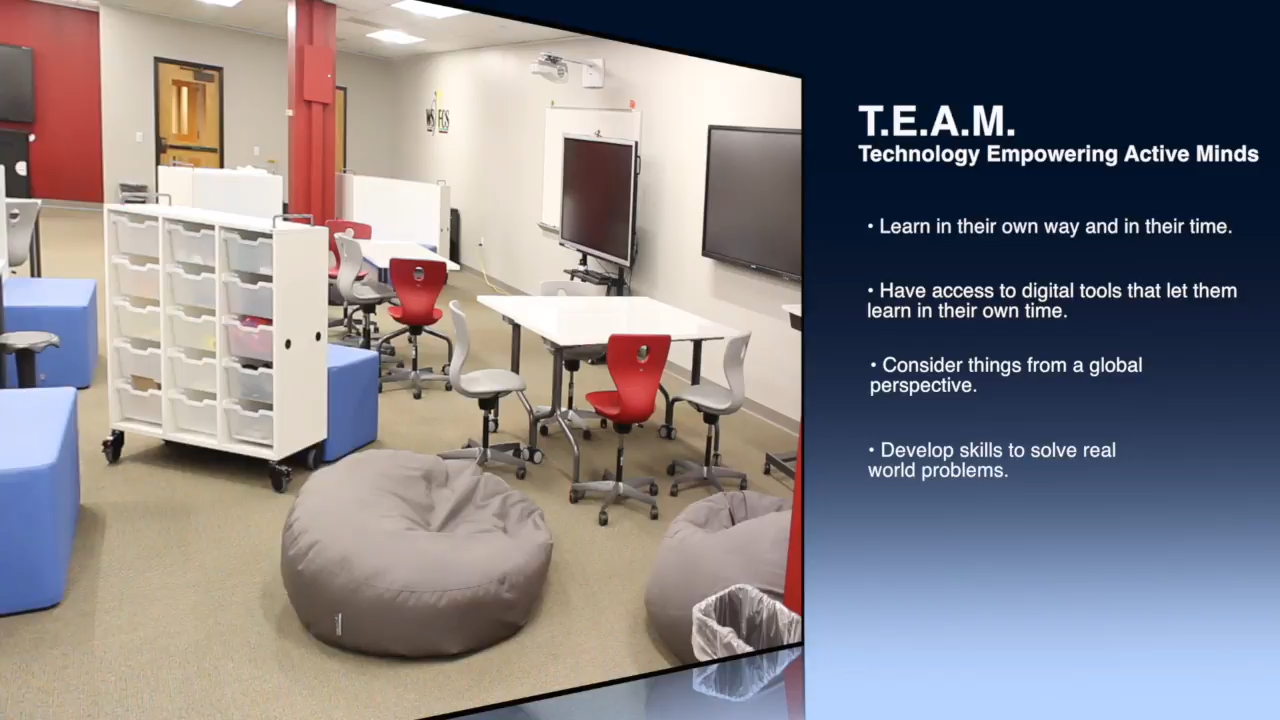 WS/FCS
T.E.A.M.
Technology Empowering Active Minds
• Learn in their own way and in their time.
• Have access to digital tools that let them
learn in their own time.
• Consider things from a global
perspective.
• Develop skills to solve real
world problems.